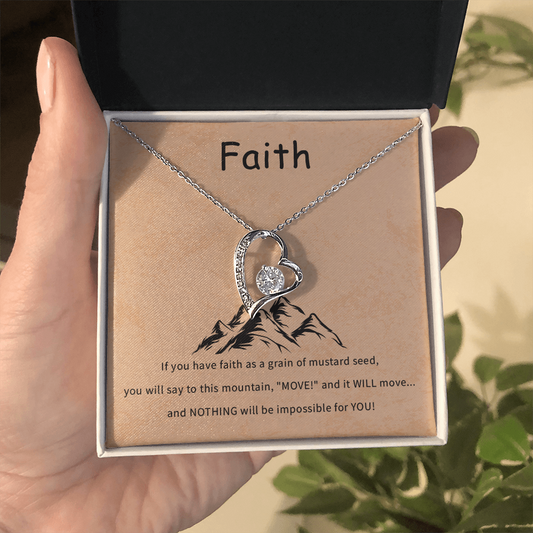 Faith
If you have faith as a grain of mustard seed,
you will say to this mountain, "MOVE!" and it WILL move...
and NOTHING will be impossible for YOU!